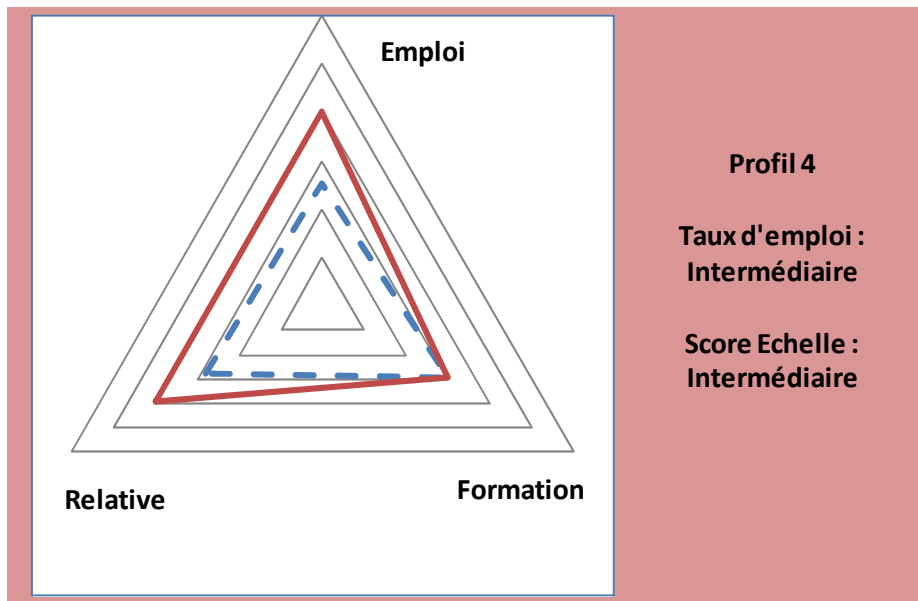 Emploi
Relative
Formation
Profil 4
Taux d'emploi :
Intermédiaire
Score Echelle :
Intermédiaire